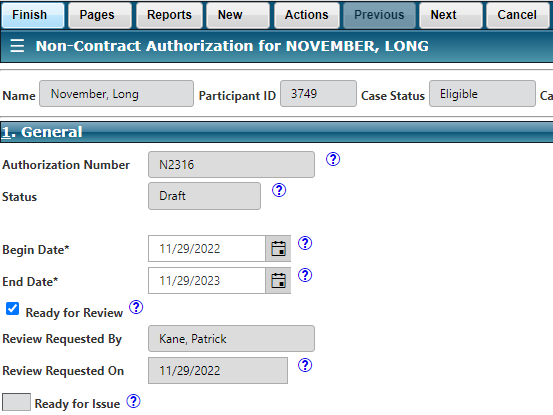 Finish Pages Reports New Actions Previous Next Cancel
☰ Non-Contract Authorization for NOVEMBER, LONG
Name November, Long Participant ID 3749 Case Status Eligible Ca
1. General
Authorization Number N2316 ?
Status Draft ?
Begin Date* 11/29/2022 ?
End Date* 11/29/2023 ?
Ready for Review ?
Review Requested By Kane, Patrick
Review Requested On 11/29/2022 ?
Ready for Issue ?